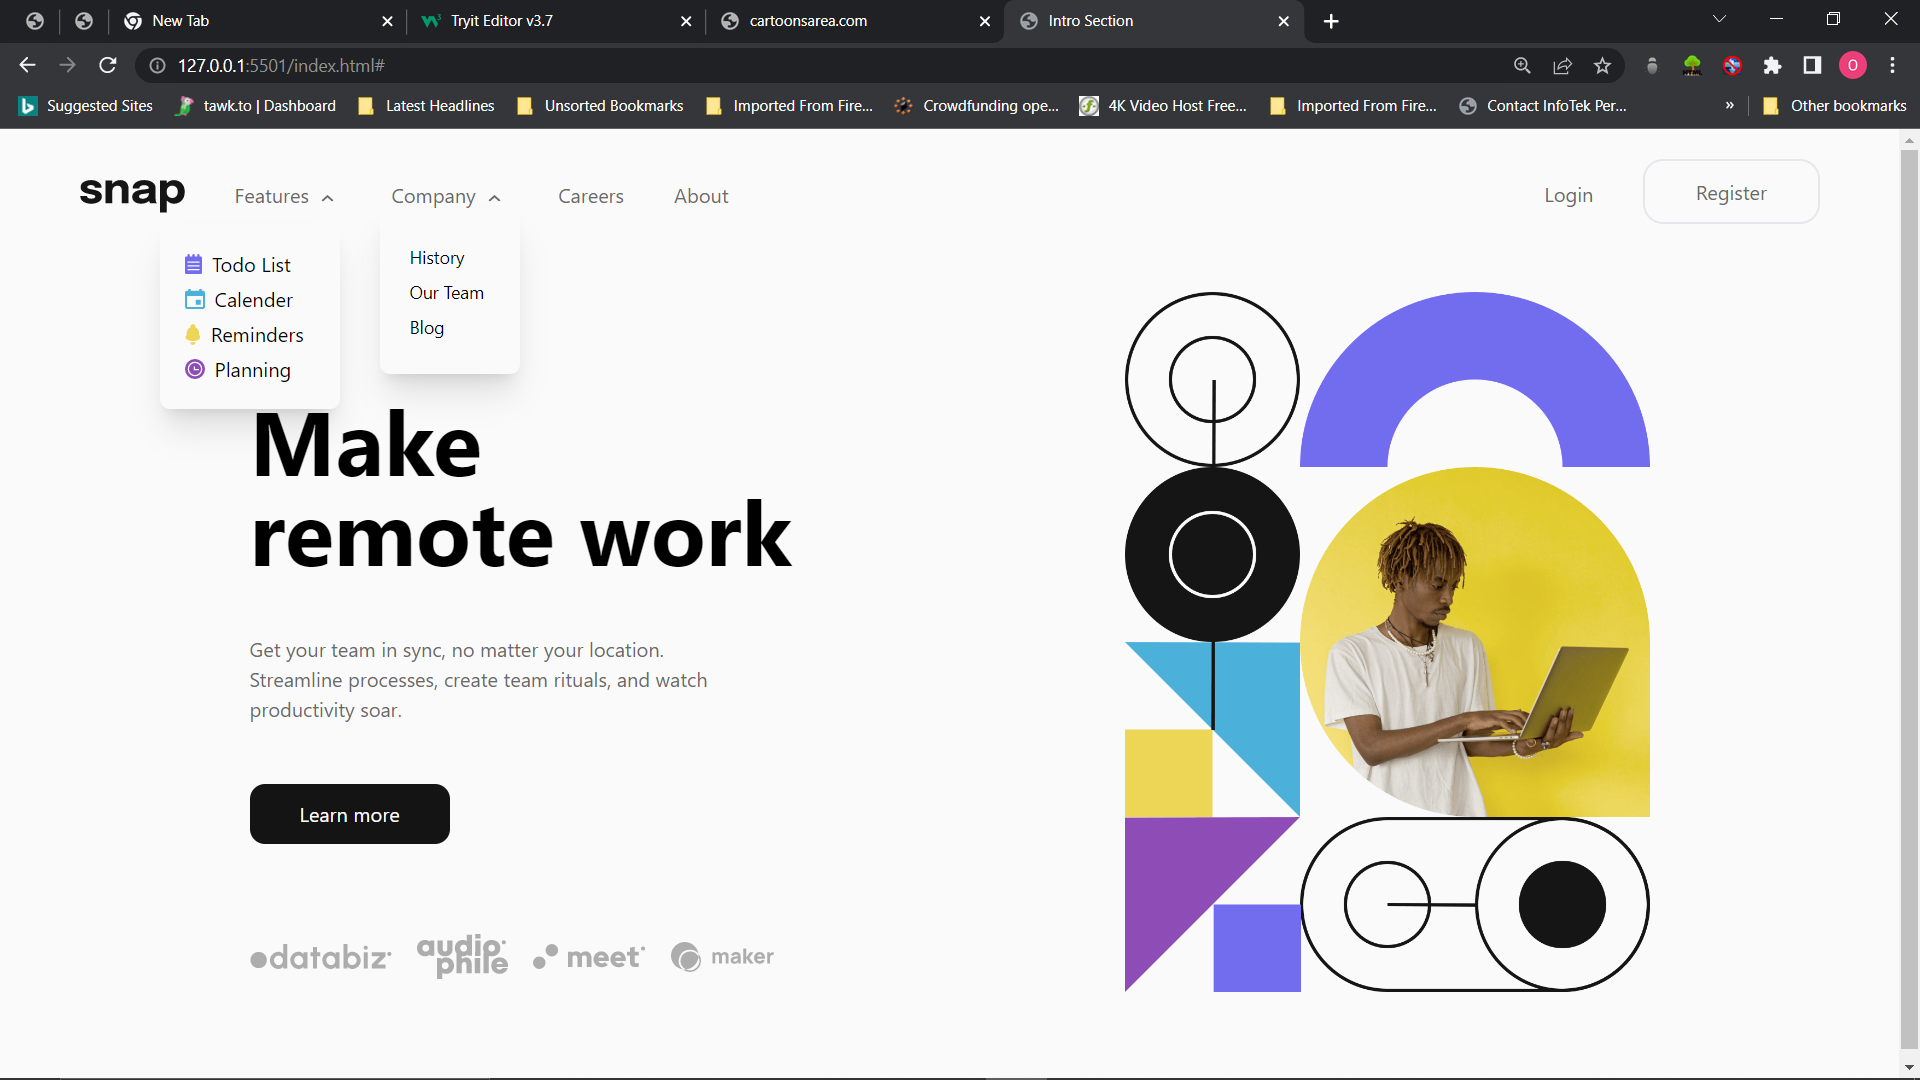 New Tab
Tryit Editor v3.7
cartoonsarea.com
Intro Section
127.0.0.1:5501/index.html#
O
Suggested Sites
tawk.to | Dashboard
Latest Headlines
Unsorted Bookmarks
Imported From Fire...
Crowdfunding ope...
4K Video Host Free...
Imported From Fire...
Contact InfoTek Per...
»
Other bookmarks
snap
Features
Company
Careers
About
Login
Register
Todo List
Calender
Reminders
Planning
History
Our Team
Blog
Make
remote work
Get your team in sync, no matter your location.
Streamline processes, create team rituals, and watch
productivity soar.
Learn more
databiz
audiophile
meet
maker